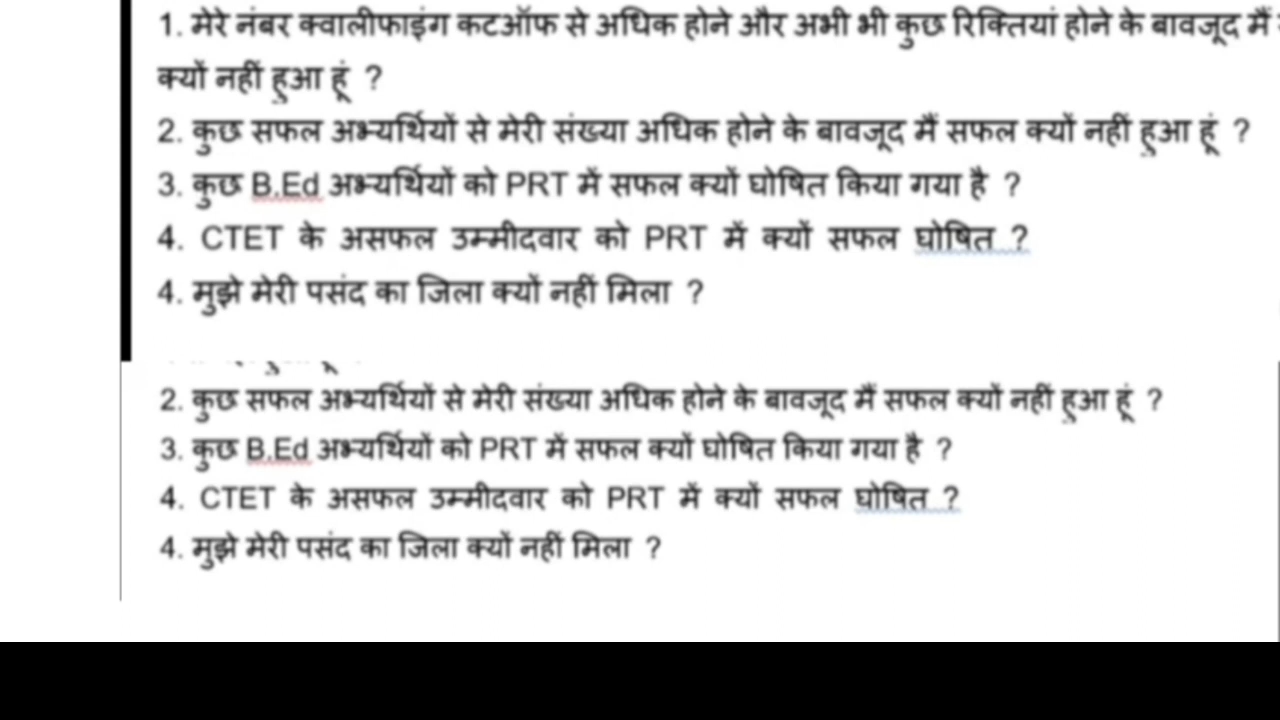 1. मेरे नंबर क्वालीफाइंग कटऑफ से अधिक होने और अभी भी कुछ रिक्तियां होने के बावजूद मैं
क्यों नहीं हुआ हूं ?
2. कुछ सफल अभ्यर्थियों से मेरी संख्या अधिक होने के बावजूद मैं सफल क्यों नहीं हुआ हूं ?
3. कुछ B.Ed अभ्यर्थियों को PRT में सफल क्यों घोषित किया गया है ?
4. CTET के असफल उम्मीदवार को PRT में क्यों सफल घोषित ?
4. मुझे मेरी पसंद का जिला क्यों नहीं मिला ?
2. कुछ सफल अभ्यर्थियों से मेरी संख्या अधिक होने के बावजूद मैं सफल क्यों नहीं हुआ हूं ?
3. कुछ B.Ed अभ्यर्थियों को PRT में सफल क्यों घोषित किया गया है ?
4. CTET के असफल उम्मीदवार को PRT में क्यों सफल घोषित ?
4. मुझे मेरी पसंद का जिला क्यों नहीं मिला ?